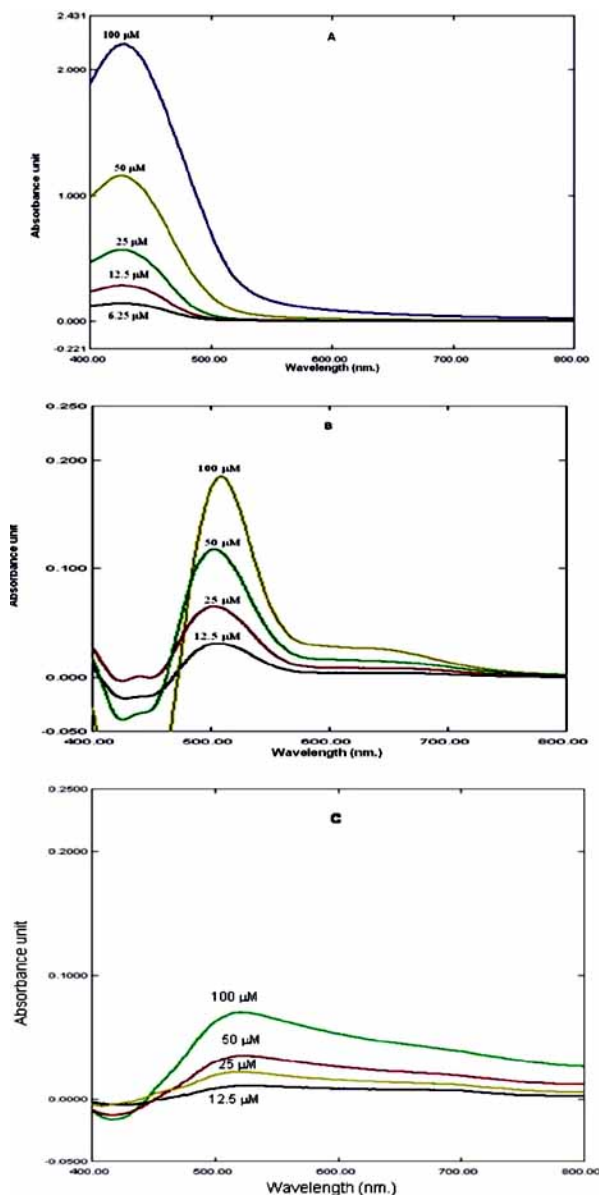 2.431
A
100 µM
2.000
50 µM
1.000
25 µM
12.5 µM
0.000
6.25 µM
-0.221
400.00 500.00 600.00 700.00 800.00
Wavelength (nm.)
Absorbance unit
0.250
B
0.200
100 µM
50 µM
0.100
25 µM
12.5 µM
0.000
-0.050
400.00 500.00 600.00 700.00 800.00
Wavelength (nm.)
Absorbance unit
0.2500
C
0.2000
0.1000
100 µM
50 µM
25 µM
0.0000
12.5 µM
-0.0500
400.00 500.00 600.00 700.00 800.00
Wavelength (nm.)
Absorbance unit